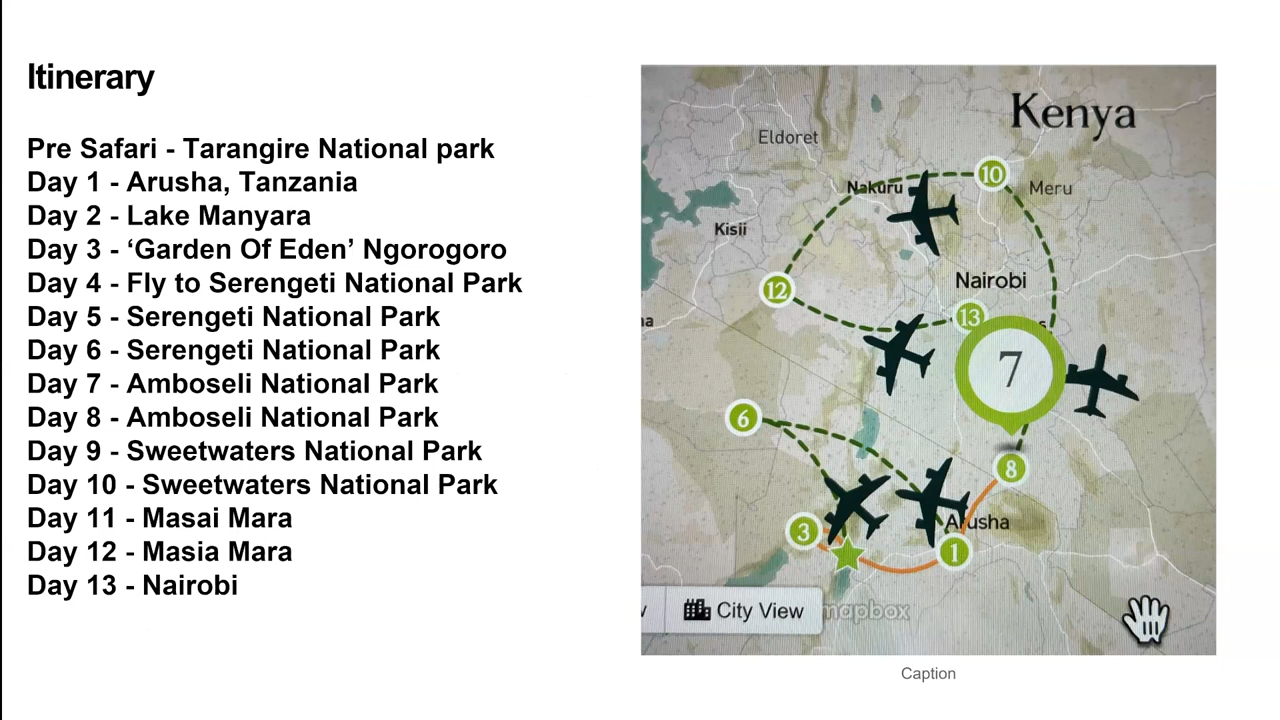 Itinerary
Pre Safari - Tarangire National park
Day 1 - Arusha, Tanzania
Day 2 - Lake Manyara
Day 3 - ‘Garden Of Eden’ Ngorogoro
Day 4 - Fly to Serengeti National Park
Day 5 - Serengeti National Park
Day 6 - Serengeti National Park
Day 7 - Amboseli National Park
Day 8 - Amboseli National Park
Day 9 - Sweetwaters National Park
Day 10 - Sweetwaters National Park
Day 11 - Masai Mara
Day 12 - Masia Mara
Day 13 - Nairobi
Kenya
Eldoret
10
Nakuru
Meru
Kisii
Nairobi
12
13
7
6
8
Arusha
3
1
City View
mapbox
Caption